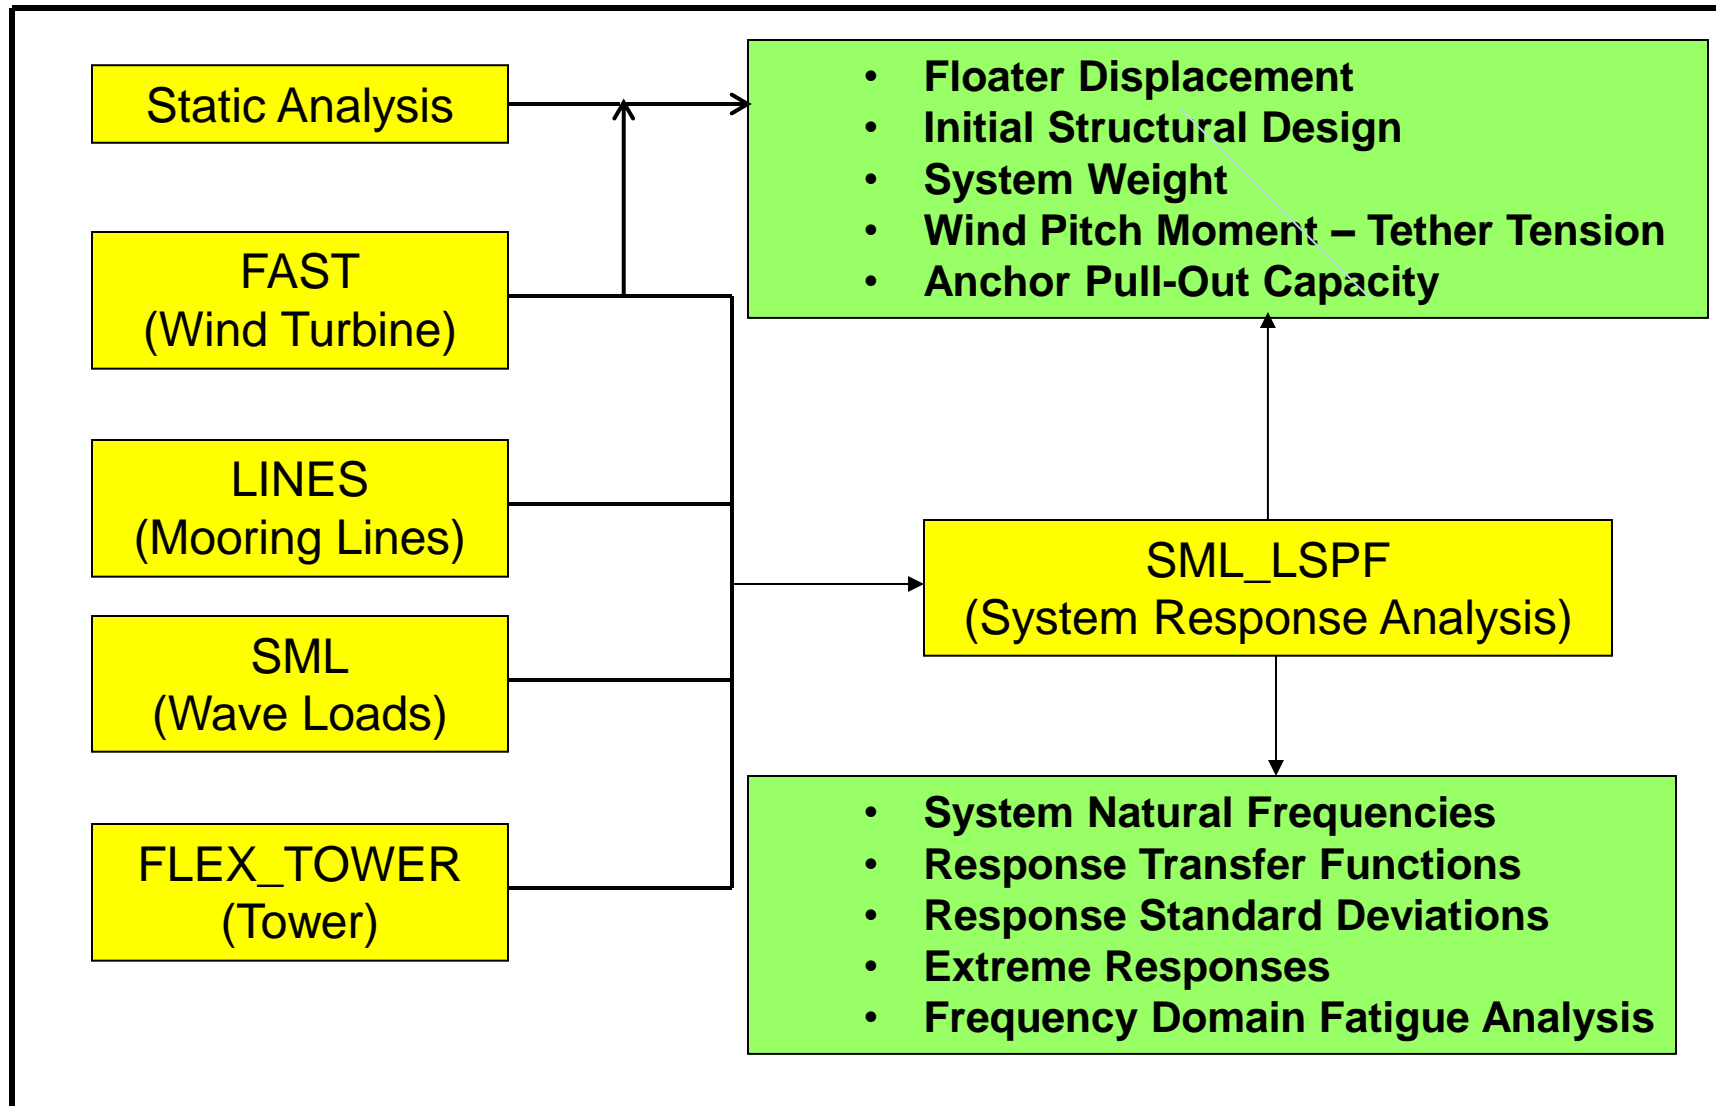 Static Analysis
• Floater Displacement
• Initial Structural Design
• System Weight
• Wind Pitch Moment – Tether Tension
• Anchor Pull-Out Capacity
FAST
(Wind Turbine)
LINES
(Mooring Lines)
SML
(Wave Loads)
FLEX_TOWER
(Tower)
SML_LSPF
(System Response Analysis)
• System Natural Frequencies
• Response Transfer Functions
• Response Standard Deviations
• Extreme Responses
• Frequency Domain Fatigue Analysis